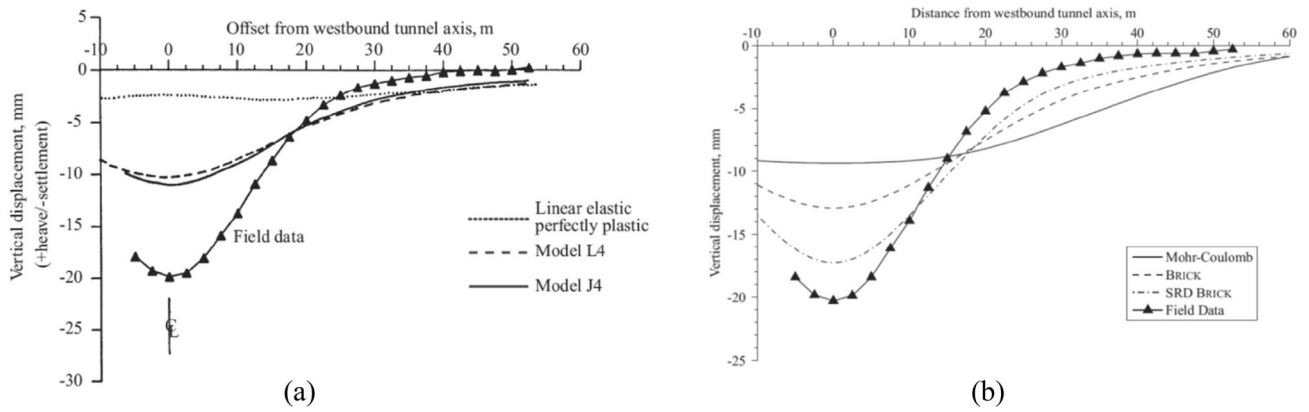 Offset from westbound tunnel axis, m
5
-10 0 10 20 30 40 50 60
0
-5
-10
-15
-20
-25
-30
Vertical displacement, mm
(+heave/-settlement)
Field data
Linear elastic
perfectly plastic
Model L4
Model J4
CL
(a)
Distance from westbound tunnel axis, m
-10 0 10 20 30 40 50 60
0
-5
-10
-15
-20
-25
Vertical displacement, mm
Mohr-Coulomb
BRICK
SRD BRICK
Field Data
(b)